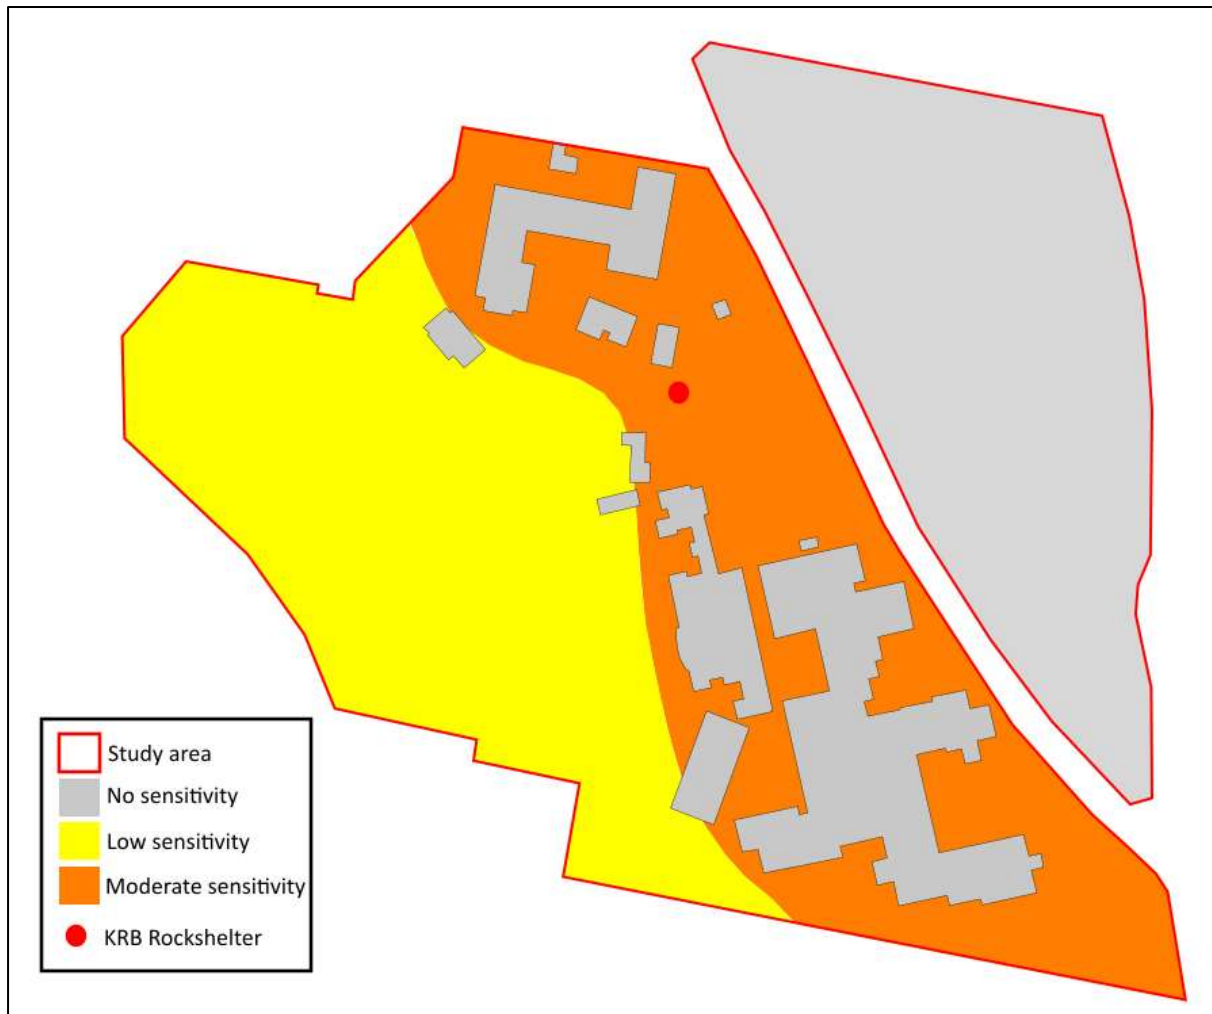 Study area
No sensitivity
Low sensitivity
Moderate sensitivity
KRB Rockshelter